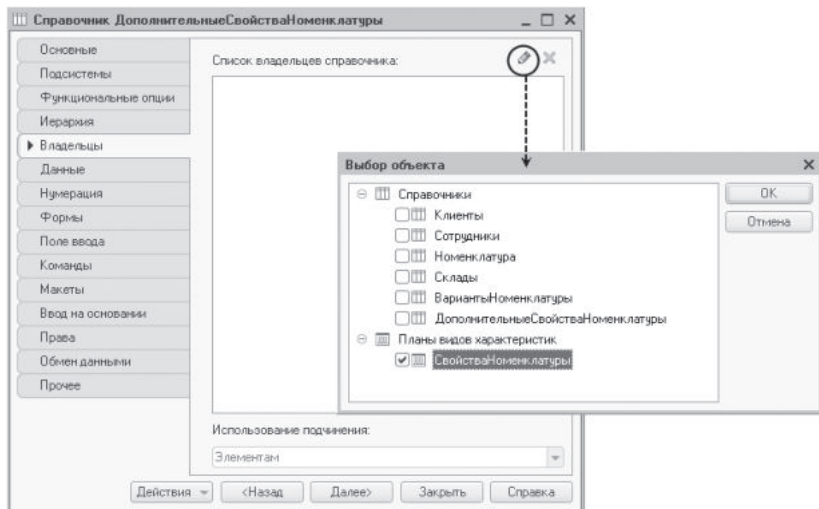 Справочник ДополнительныеСвойстваНоменклатуры
Основные
Подсистемы
Функциональные опции
Иерархия
Владельцы
Данные
Нумерация
Формы
Поле ввода
Команды
Макеты
Ввод на основании
Права
Обмен данными
Прочее
Список владельцев справочника:
Выбор объекта
Справочники
Клиенты
Сотрудники
Номенклатура
Склады
ВариантыНоменклатуры
ДополнительныеСвойстваНоменклатуры
Планы видов характеристик
СвойстваНоменклатуры
ОК
Отмена
Использование подчинения:
Элементам
Действия
<Назад
Далее>
Закрыть
Справка